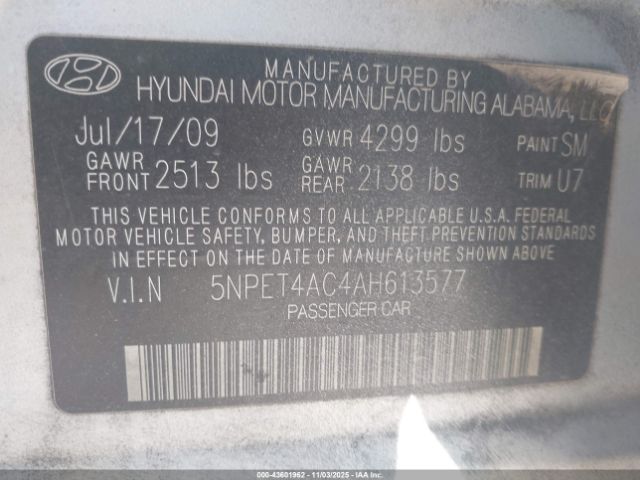 MANUFACTURED BY
HYUNDAI MOTOR MANUFACTURING ALABAMA, LLC
Jul/17/09 GVWR 4299 lbs PAINT SM
GAWR FRONT 2513 lbs GAWR REAR 2138 lbs TRIM U7
THIS VEHICLE CONFORMS TO ALL APPLICABLE U.S.A. FEDERAL
MOTOR VEHICLE SAFETY, BUMPER, AND THEFT PREVENTION STANDARDS
IN EFFECT ON THE DATE OF MANUFACTURE SHOWN ABOVE
V.I.N 5NPET4AC4AH613577
PASSENGER CAR
000-43601962 - 11/03/2025 - IAAI.COM